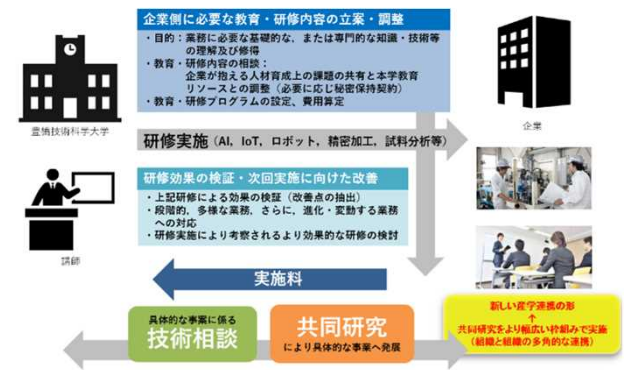 企業側に必要な教育・研修内容の立案・調整
・目的：業務に必要な基礎的な，または専門的な知識・技術等
の理解及び修得
・教育・研修内容の相談：
企業が抱える人材育成上の課題の共有と本学教育
リソースとの調整（必要に応じ秘密保持契約）
・教育・研修プログラムの設定、費用算定
豊橋技術科学大学
企業
研修実施（AI，IoT，ロボット，精密加工，試料分析等）
研修効果の検証・次回実施に向けた改善
・上記研修による効果の検証（改善点の抽出）
・段階的，多様な業務，さらに，進化・変動する業務
への対応
・研修実施により考察されるより効果的な研修の検討
講師
実施料
具体的な事案に係る
技術相談
共同研究
により具体的な事業へ発展
新しい産学連携の形
↑
共同研究をより幅広い枠組みで実施
（組織と組織の多角的な連携）